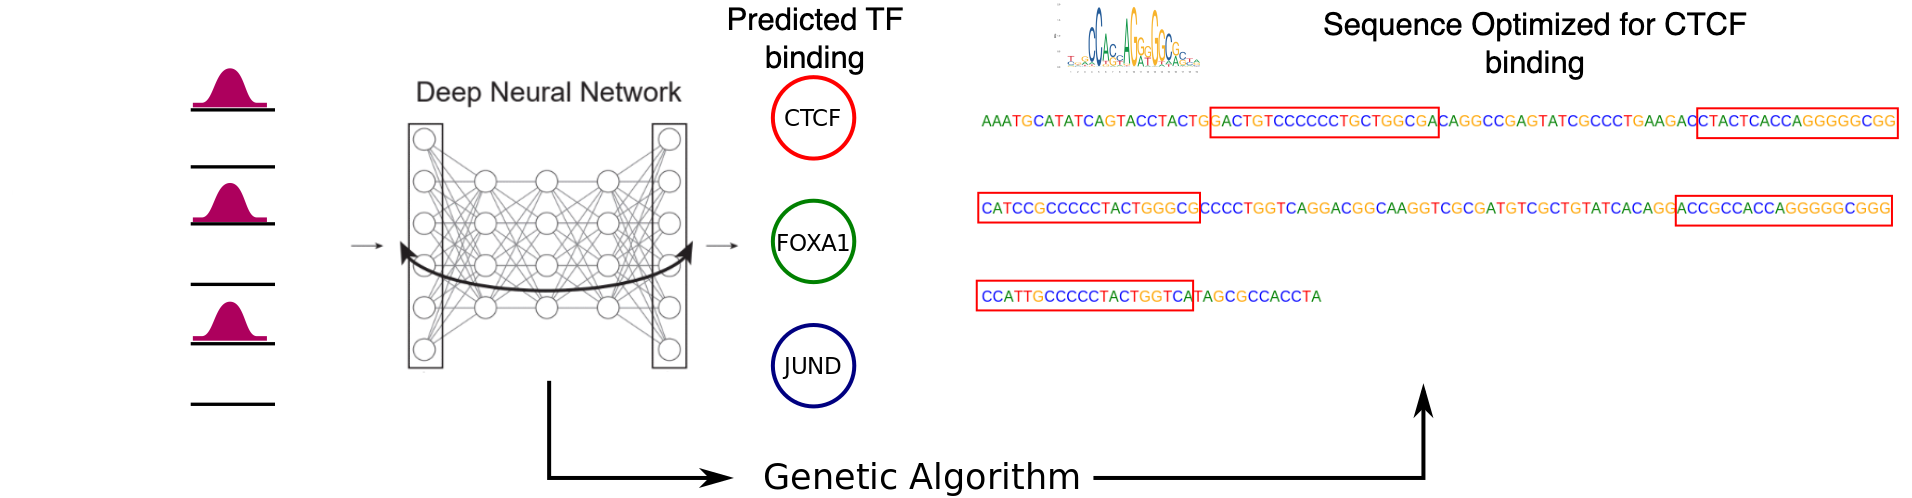 Predicted TF
binding
Sequence Optimized for CTCF
binding
Deep Neural Network
CTCF
FOXA1
JUND
AAATGCATATCAGTACCTACTGGACTGTCCCCCCTGCTGGCGACAGGCCGAGTATCGCCCTGAAGACCTACTCACCAGGGGGCGG
CATCCGCCCCCTACTGGGCGCCCCTGGTCAGGACGGCAAGGTCGCGATGTCGCTGTATCACAGGACCGCCACCAGGGGGCGGG
CCATTGCCCCCTACTGGTCATAGCGCCACCTA
Genetic Algorithm